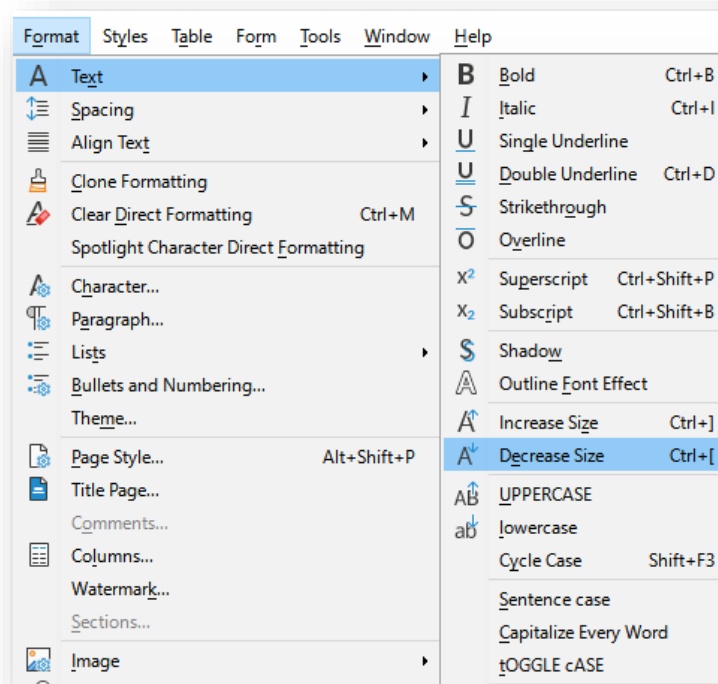 Format Styles Table Form Tools Window Help
Text
Spacing
Align Text
Clone Formatting
Clear Direct Formatting Ctrl+M
Spotlight Character Direct Formatting
Character...
Paragraph...
Lists
Bullets and Numbering...
Theme...
Page Style... Alt+Shift+P
Title Page...
Comments...
Columns...
Watermark...
Sections...
Image
Bold Ctrl+B
Italic Ctrl+I
Single Underline
Double Underline Ctrl+D
Strikethrough
Overline
Superscript Ctrl+Shift+P
Subscript Ctrl+Shift+B
Shadow
Outline Font Effect
Increase Size Ctrl+]
Decrease Size Ctrl+[
UPPERCASE
lowercase
Cycle Case Shift+F3
Sentence case
Capitalize Every Word
tOGGLE cASE